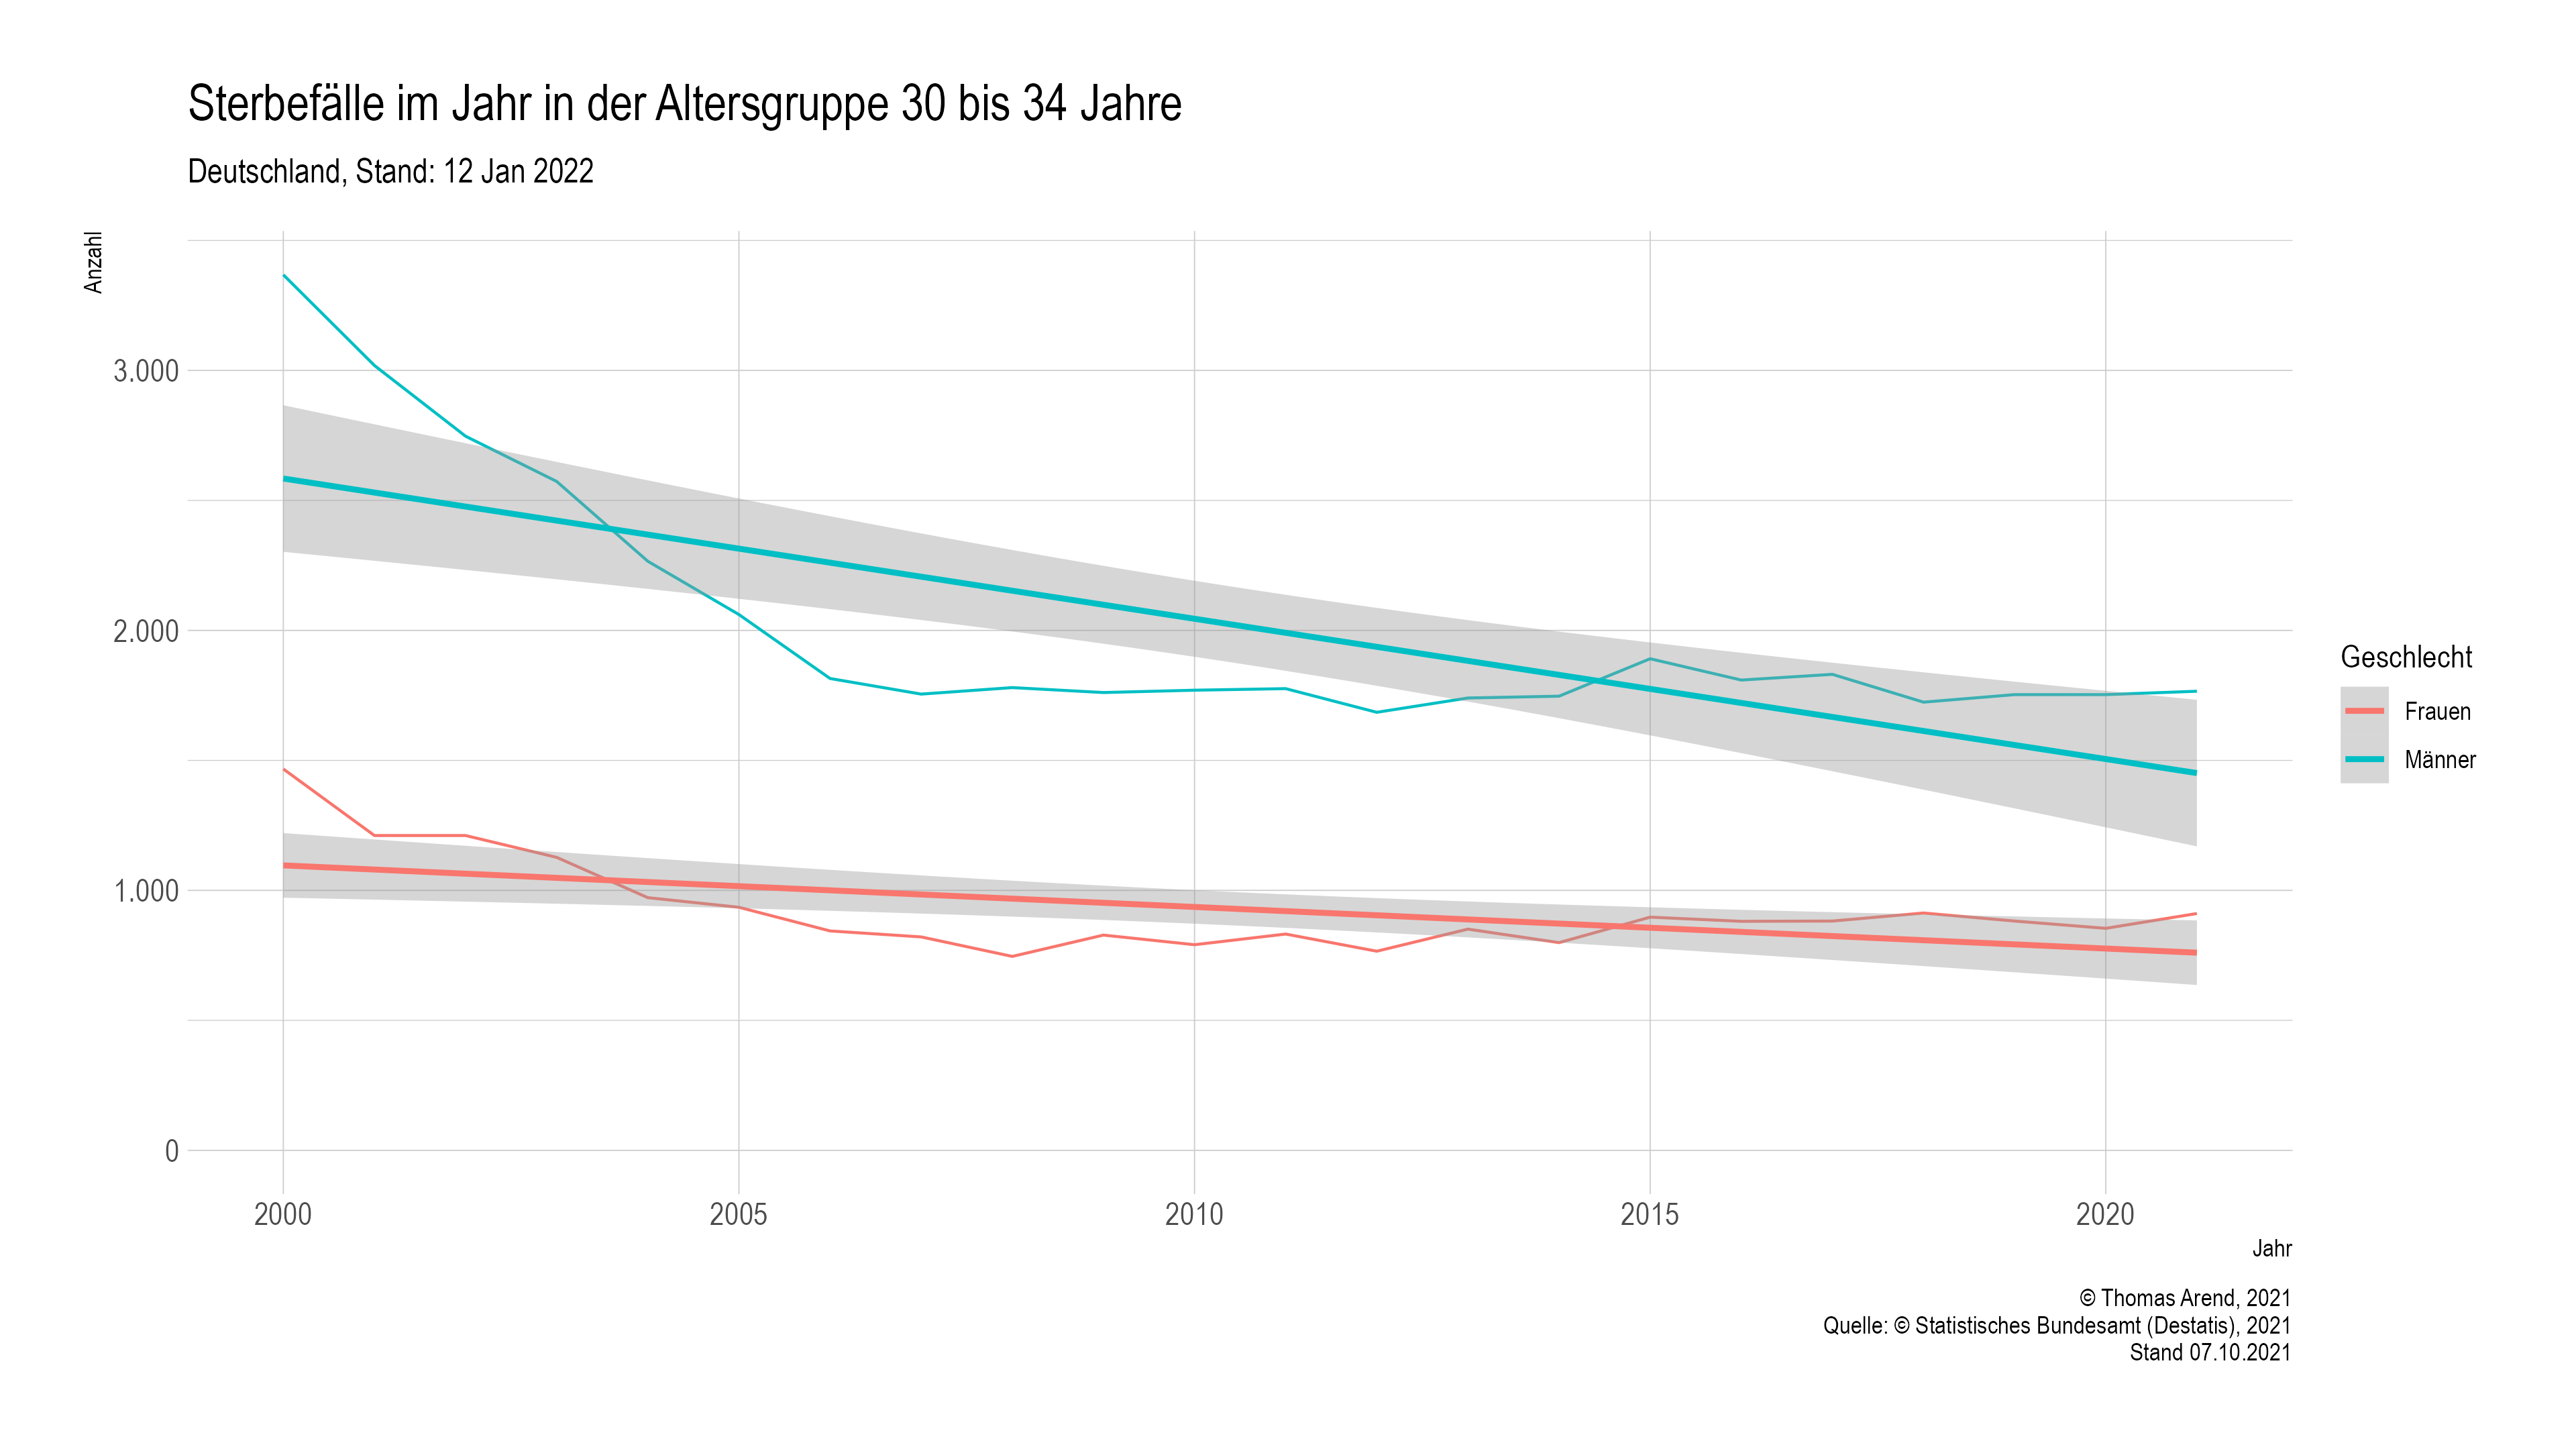 Sterbefälle im Jahr in der Altersgruppe 30 bis 34 Jahre
Deutschland, Stand: 12 Jan 2022
Anzahl
3.000
2.000
1.000
0
2000
2005
2010
2015
2020
Jahr
Geschlecht
Frauen
Männer
© Thomas Arend, 2021
Quelle: © Statistisches Bundesamt (Destatis), 2021
Stand 07.10.2021